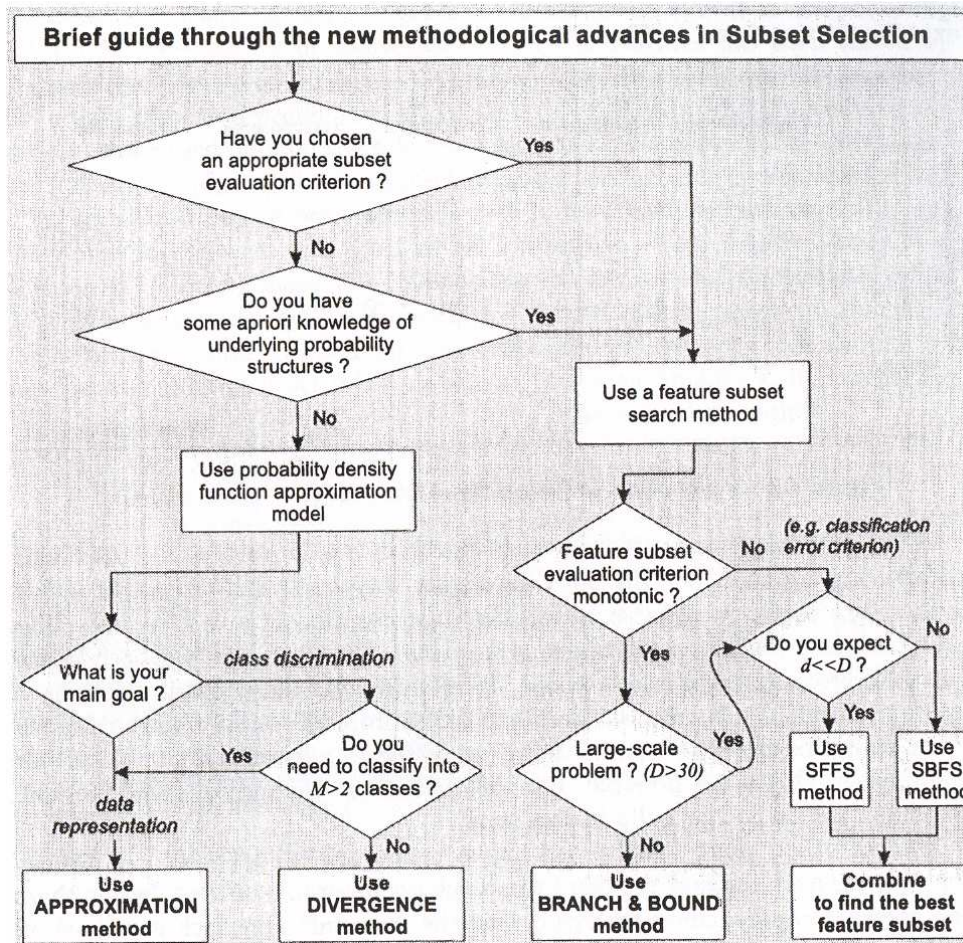 Brief guide through the new methodological advances in Subset Selection
Have you chosen
an appropriate subset
evaluation criterion ?
Yes
No
Do you have
some apriori knowledge of
underlying probability
structures ?
Yes
No
Use a feature subset
search method
Use probability density
function approximation
model
Feature subset
evaluation criterion
monotonic ?
No
(e.g. classification
error criterion)
Yes
Do you expect
d<<D ?
No
Yes
What is your
main goal ?
class discrimination
Do you
need to classify into
M>2 classes ?
Yes
No
data
representation
Large-scale
problem ? (D>30)
Yes
No
Use
SFFS
method
Use
SBFS
method
Use
APPROXIMATION
method
Use
DIVERGENCE
method
Use
BRANCH & BOUND
method
Combine
to find the best
feature subset